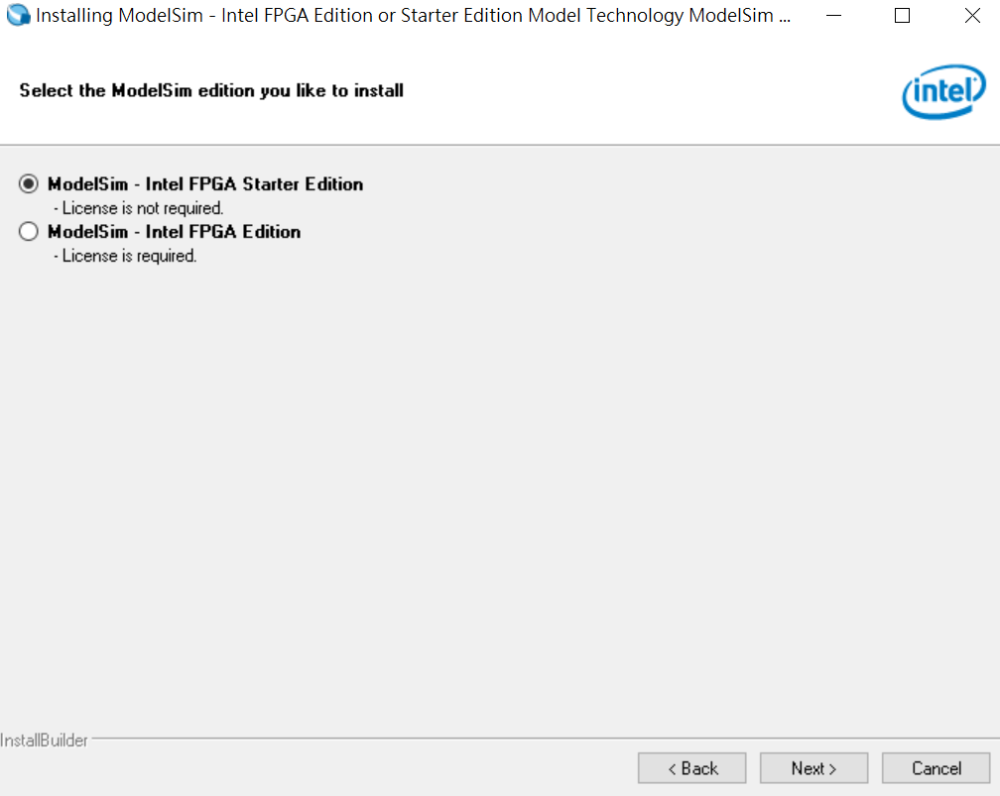 Installing ModelSim - Intel FPGA Edition or Starter Edition Model Technology ModelSim ...
Select the ModelSim edition you like to install
intel
ModelSim - Intel FPGA Starter Edition
- License is not required.
ModelSim - Intel FPGA Edition
- License is required.
InstallBuilder
< Back
Next >
Cancel